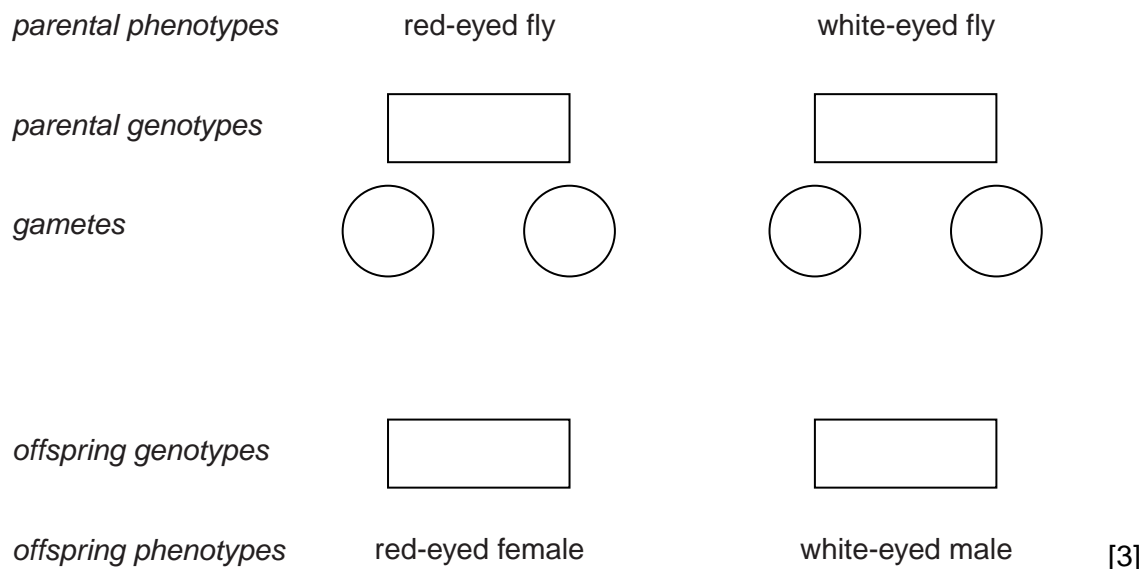 parental phenotypes red-eyed fly white-eyed fly
parental genotypes
gametes
offspring genotypes
offspring phenotypes red-eyed female white-eyed male [3]